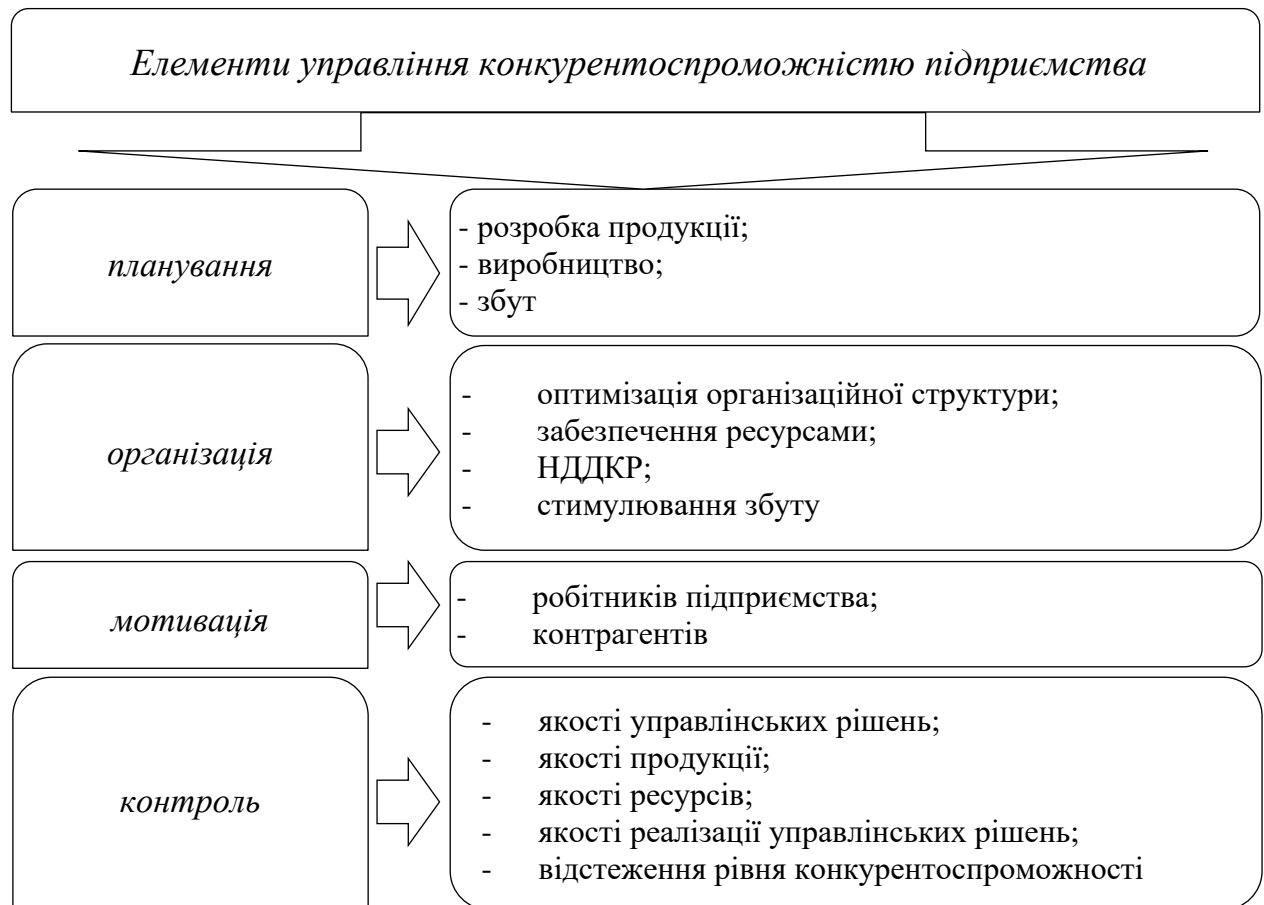 Елементи управління конкурентоспроможністю підприємства
планування
- розробка продукції;
- виробництво;
- збут
організація
- оптимізація організаційної структури;
- забезпечення ресурсами;
- НДДКР;
- стимулювання збуту
мотивація
- робітників підприємства;
- контрагентів
контроль
- якості управлінських рішень;
- якості продукції;
- якості ресурсів;
- якості реалізації управлінських рішень;
- відстеження рівня конкурентоспроможності